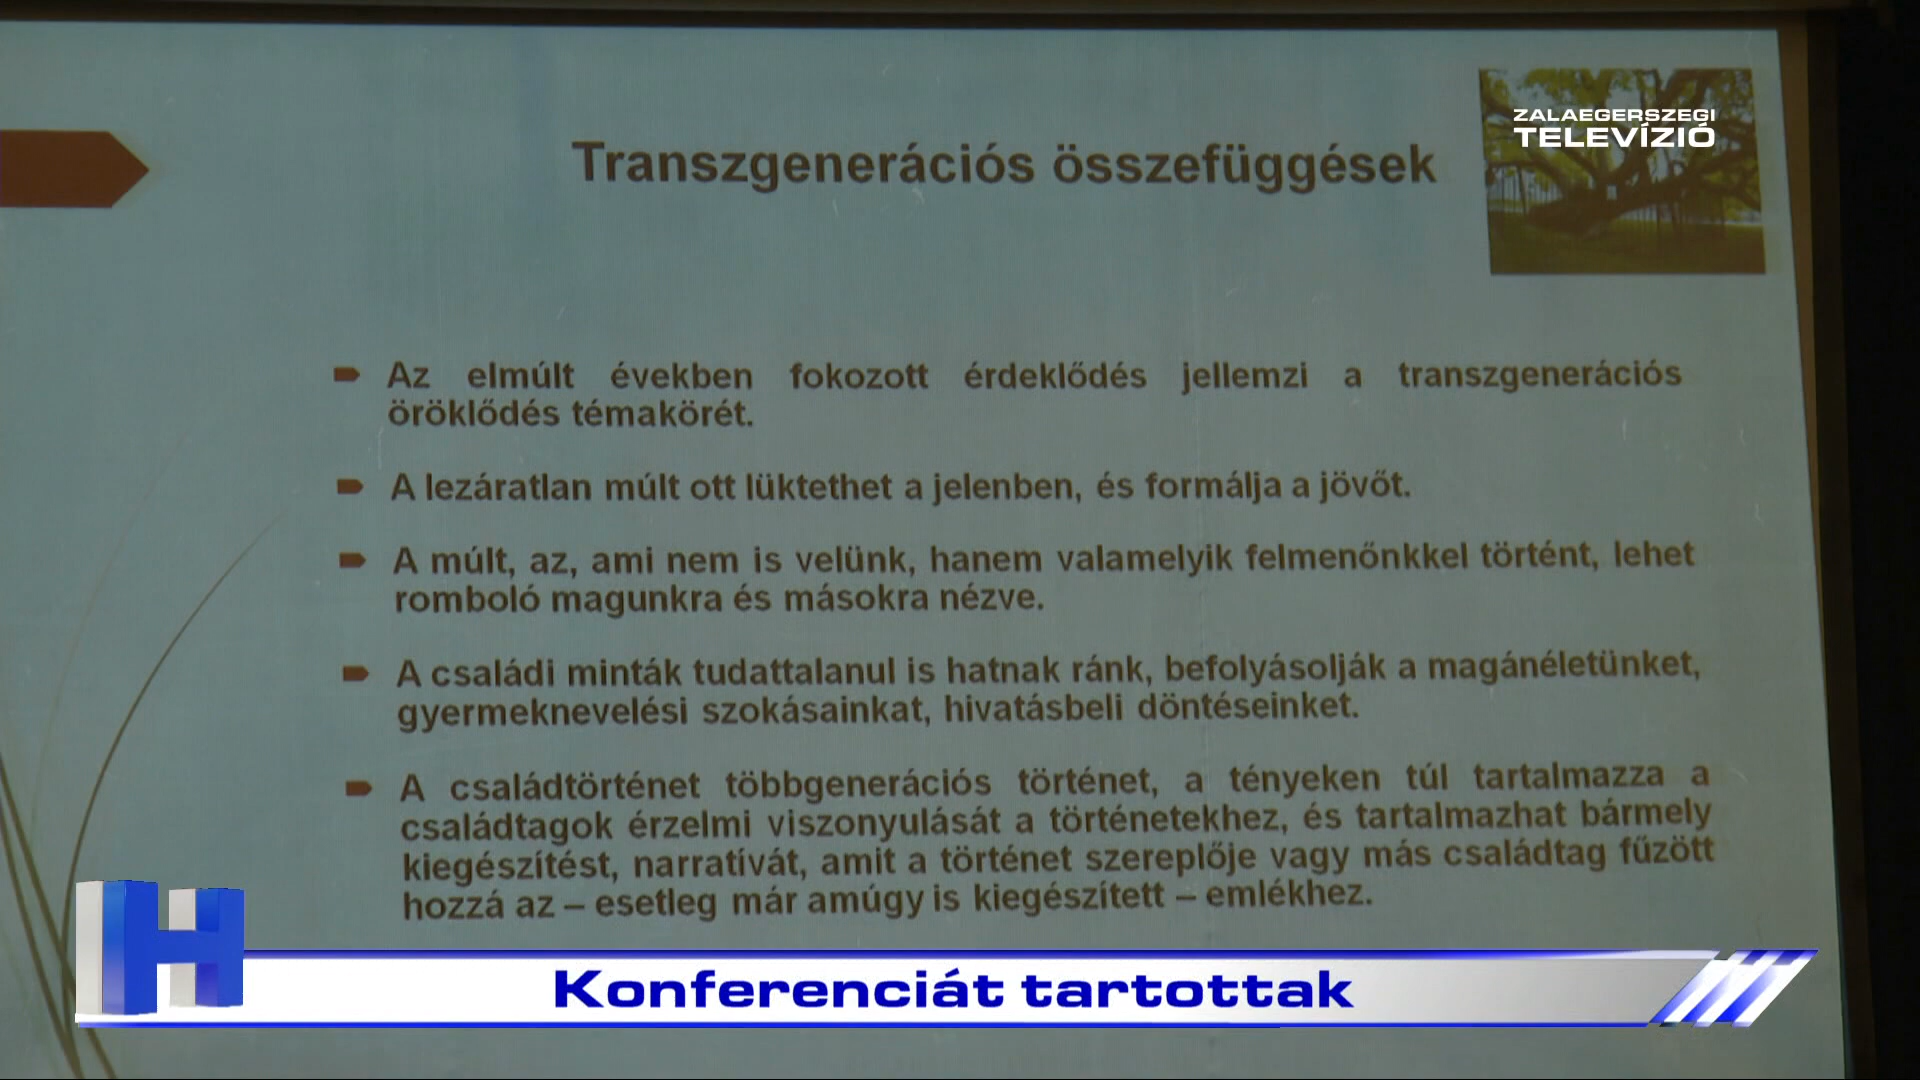 ZALAEGERSZEGI
TELEVÍZIÓ
Transzgenerációs összefüggések
Az elmúlt években fokozott érdeklődés jellemzi a transzgenerációs
öröklődés témakörét.
A lezáratlan múlt ott lüktethet a jelenben, és formálja a jövőt.
A múlt, az, ami nem is velünk, hanem valamelyik felmenőnkkel történt, lehet
romboló magunkra és másokra nézve.
A családi minták tudattalanul is hatnak ránk, befolyásolják a magánéletünket,
gyermeknevelési szokásainkat, hivatásbeli döntéseinket.
A családtörténet többgenerációs történet, a tényeken túl tartalmazza a
családtagok érzelmi viszonyulását a történetekhez, és tartalmazhat bármely
kiegészítést, narratívát, amit a történet szereplője vagy más családtag fűzött
hozzá az – esetleg már amúgy is kiegészített – emlékhez.
H
Konferenciát tartottak